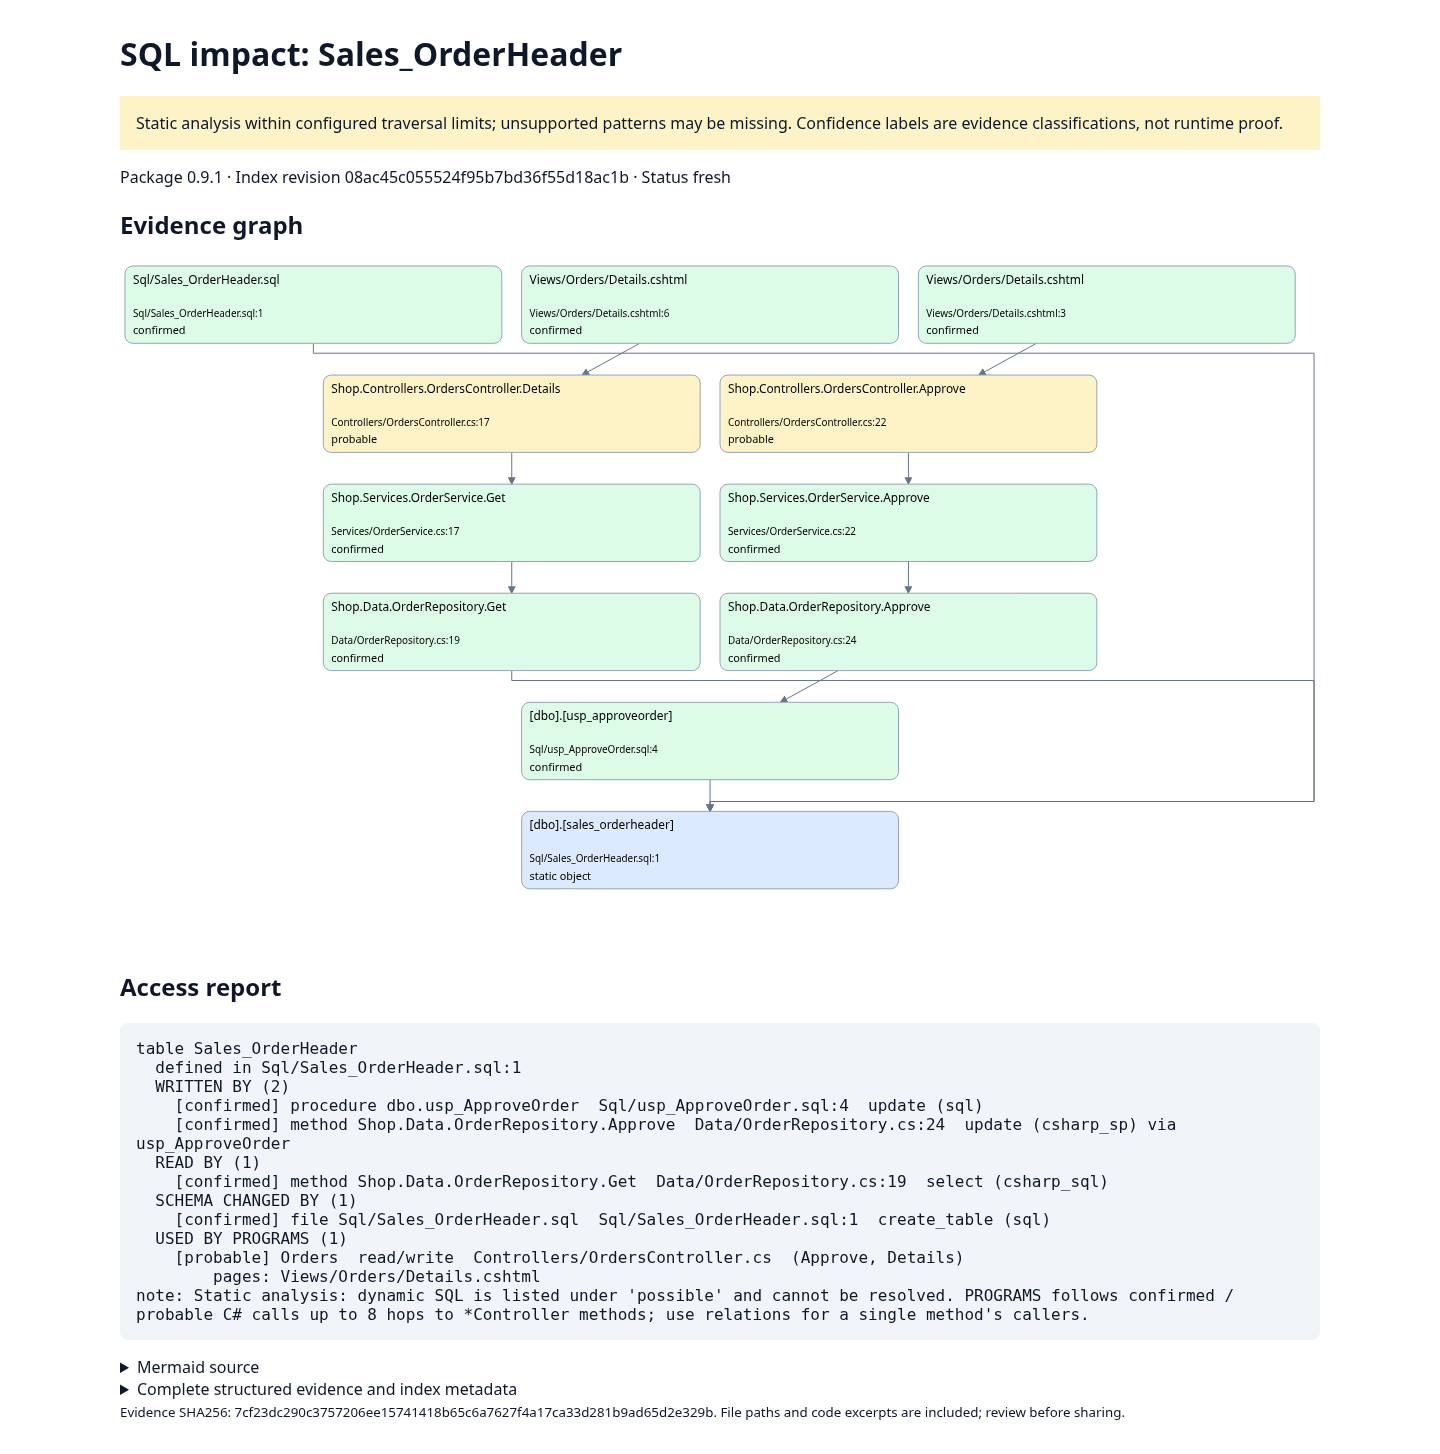 SQL impact: Sales_OrderHeader
Static analysis within configured traversal limits; unsupported patterns may be missing. Confidence labels are evidence classifications, not runtime proof.
Package 0.9.1 · Index revision 08ac45c055524f95b7bd36f55d18ac1b · Status fresh
Evidence graph
Sql/Sales_OrderHeader.sql
Sql/Sales_OrderHeader.sql:1
confirmed
Views/Orders/Details.cshtml
Views/Orders/Details.cshtml:6
confirmed
Views/Orders/Details.cshtml
Views/Orders/Details.cshtml:3
confirmed
Shop.Controllers.OrdersController.Details
Controllers/OrdersController.cs:17
probable
Shop.Controllers.OrdersController.Approve
Controllers/OrdersController.cs:22
probable
Shop.Services.OrderService.Get
Services/OrderService.cs:17
confirmed
Shop.Services.OrderService.Approve
Services/OrderService.cs:22
confirmed
Shop.Data.OrderRepository.Get
Data/OrderRepository.cs:19
confirmed
Shop.Data.OrderRepository.Approve
Data/OrderRepository.cs:24
confirmed
[dbo].[usp_approveorder]
Sql/usp_ApproveOrder.sql:4
confirmed
[dbo].[sales_orderheader]
Sql/Sales_OrderHeader.sql:1
static object
Access report
table Sales_OrderHeader
  defined in Sql/Sales_OrderHeader.sql:1
  WRITTEN BY (2)
    [confirmed] procedure dbo.usp_ApproveOrder  Sql/usp_ApproveOrder.sql:4  update (sql)
    [confirmed] method Shop.Data.OrderRepository.Approve  Data/OrderRepository.cs:24  update (csharp_sp) via
usp_ApproveOrder
  READ BY (1)
    [confirmed] method Shop.Data.OrderRepository.Get  Data/OrderRepository.cs:19  select (csharp_sql)
  SCHEMA CHANGED BY (1)
    [confirmed] file Sql/Sales_OrderHeader.sql  Sql/Sales_OrderHeader.sql:1  create_table (sql)
  USED BY PROGRAMS (1)
    [probable] Orders  read/write  Controllers/OrdersController.cs  (Approve, Details)
        pages: Views/Orders/Details.cshtml
note: Static analysis: dynamic SQL is listed under 'possible' and cannot be resolved. PROGRAMS follows confirmed /
probable C# calls up to 8 hops to *Controller methods; use relations for a single method's callers.
Mermaid source
Complete structured evidence and index metadata
Evidence SHA256: 7cf23dc290c3757206ee15741418b65c6a7627f4a17ca33d281b9ad65d2e329b. File paths and code excerpts are included; review before sharing.